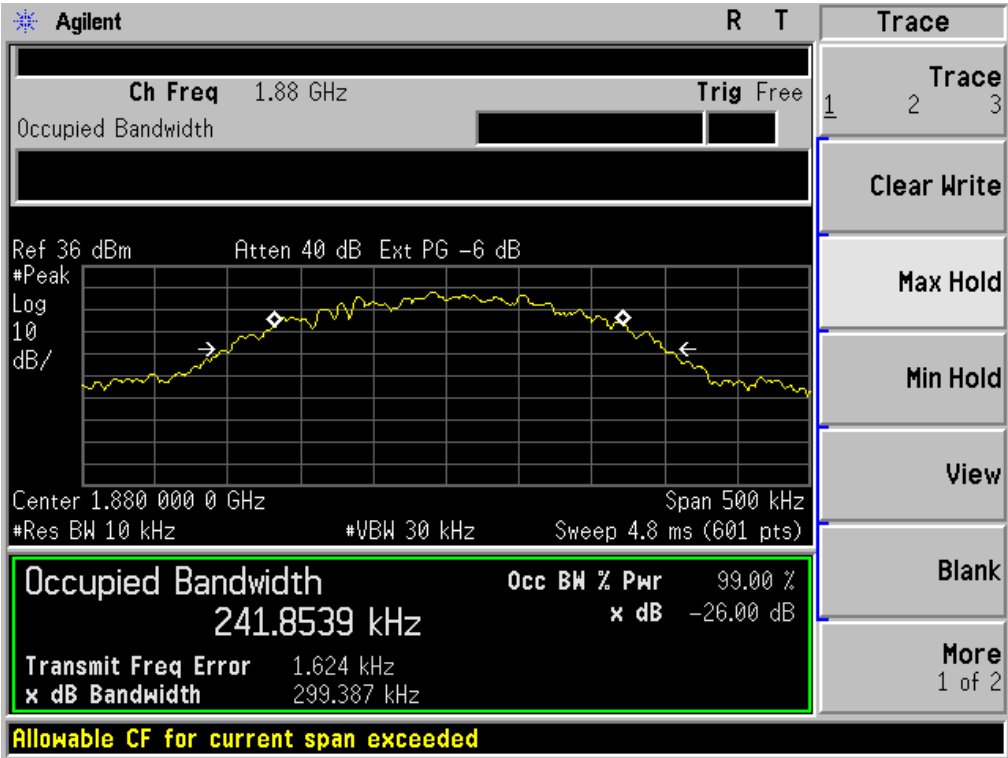 Agilent R T Trace
Ch Freq 1.88 GHz Trig Free
Occupied Bandwidth
Trace
1 2 3
Clear Write
Max Hold
Min Hold
View
Blank
More
1 of 2
Ref 36 dBm Atten 40 dB Ext PG -6 dB
#Peak
Log
10
dB/
Center 1.880 000 0 GHz Span 500 kHz
#Res BW 10 kHz #VBW 30 kHz Sweep 4.8 ms (601 pts)
Occupied Bandwidth
241.8539 kHz
Occ BW % Pwr 99.00 %
x dB -26.00 dB
Transmit Freq Error 1.624 kHz
x dB Bandwidth 299.387 kHz
Allowable CF for current span exceeded